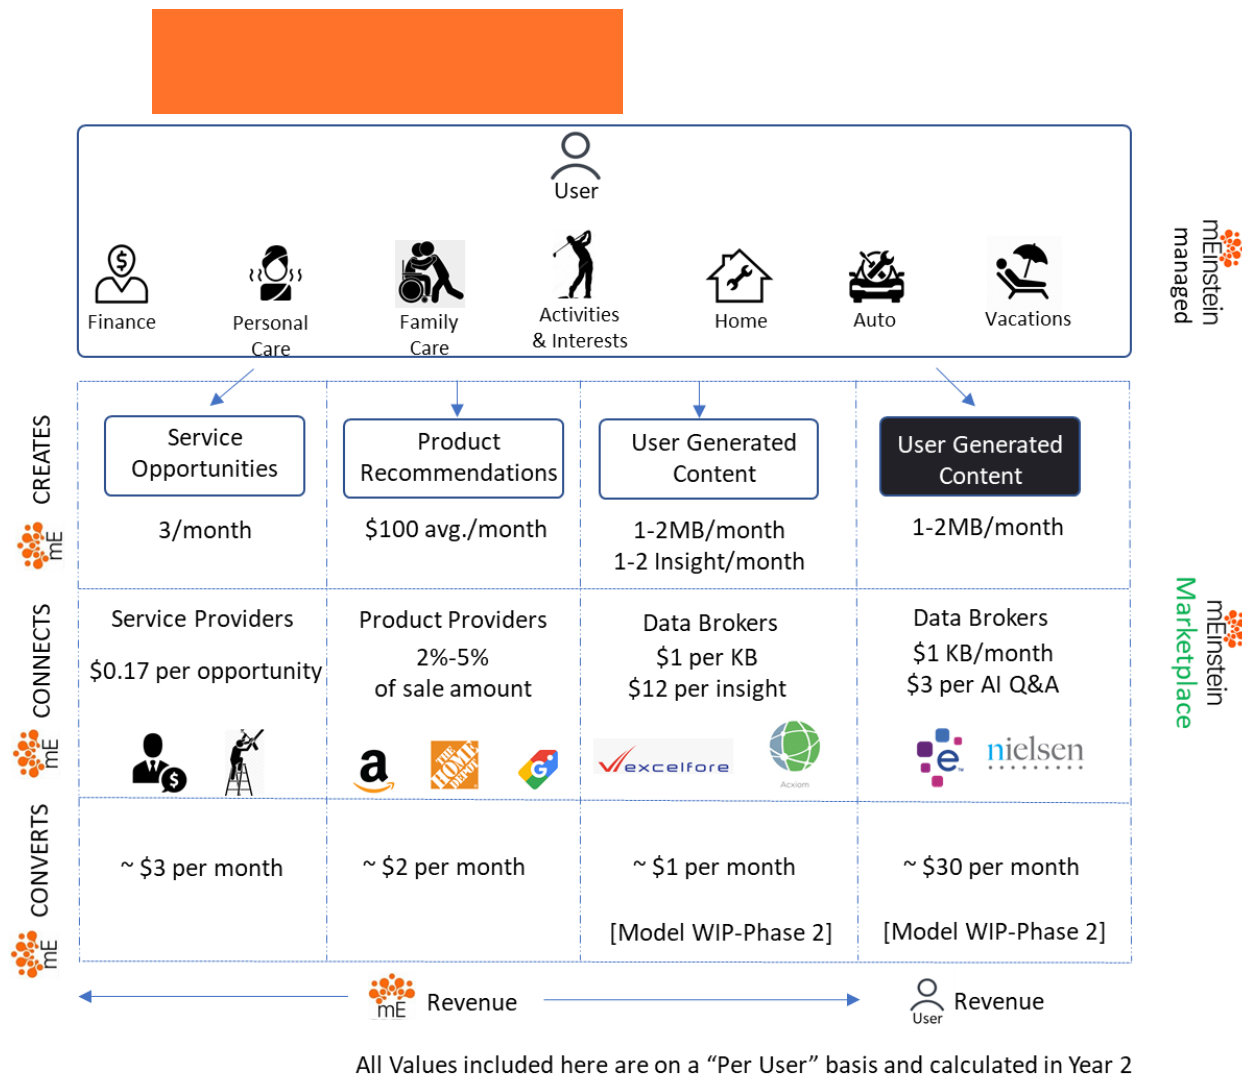 User
Finance
Personal
Care
Family
Care
Activities
& Interests
Home
Auto
Vacations
mEinstein
managed
CREATES
mE
Service
Opportunities
3/month
Product
Recommendations
$100 avg./month
User Generated
Content
1-2MB/month
1-2 Insight/month
User Generated
Content
1-2MB/month
CONNECTS
mE
Service Providers
$0.17 per opportunity
Product Providers
2%-5%
of sale amount
a
THE
HOME
DEPOT
G
Data Brokers
$1 per KB
$12 per insight
excelfore
Acxiom
Data Brokers
$1 KB/month
$3 per AI Q&A
e™
nielsen
mEinstein
Marketplace
CONVERTS
mE
~ $3 per month
~ $2 per month
~ $1 per month
[Model WIP-Phase 2]
~ $30 per month
[Model WIP-Phase 2]
mE
Revenue
User
Revenue
All Values included here are on a “Per User” basis and calculated in Year 2